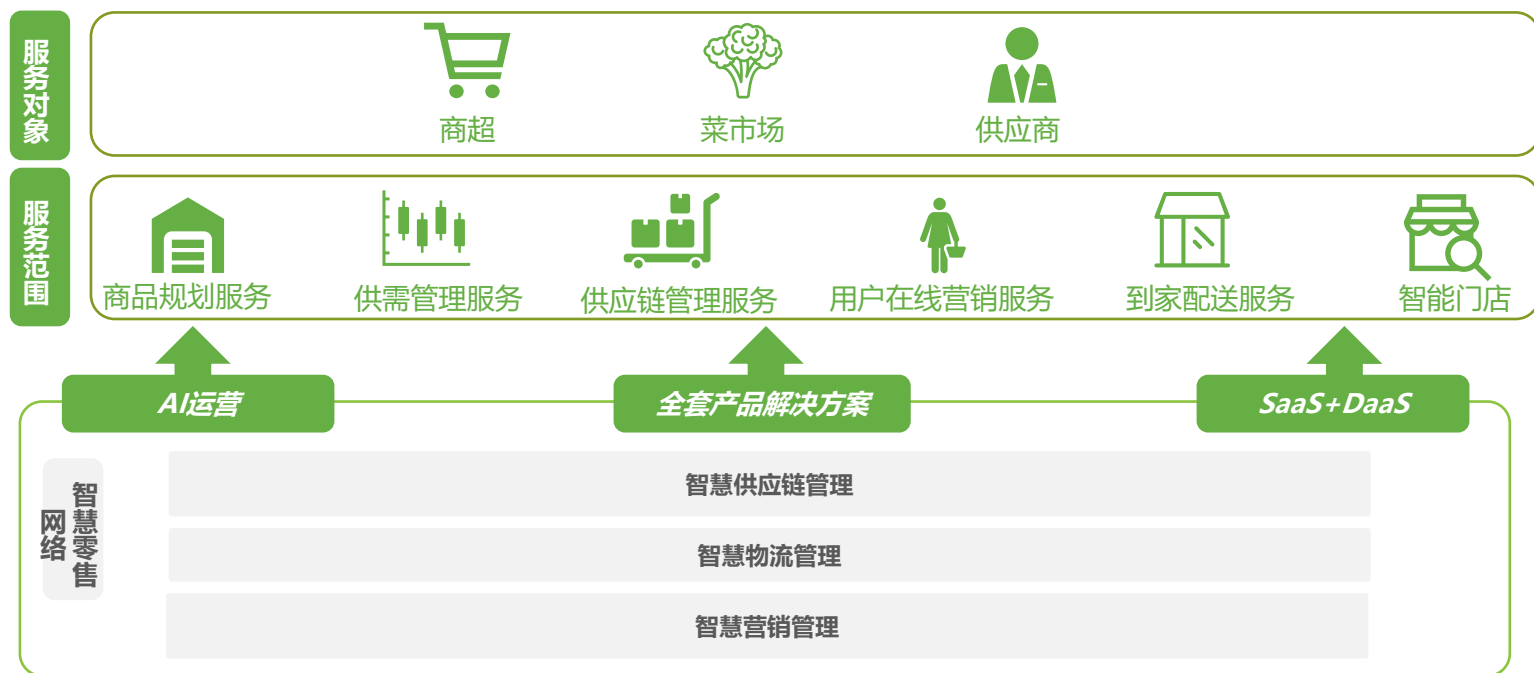 服务对象
商超
菜市场
供应商
服务范围
商品规划服务
供需管理服务
供应链管理服务
用户在线营销服务
到家配送服务
智能门店
AI运营
全套产品解决方案
SaaS+DaaS
智慧零售
网络
智慧供应链管理
智慧物流管理
智慧营销管理